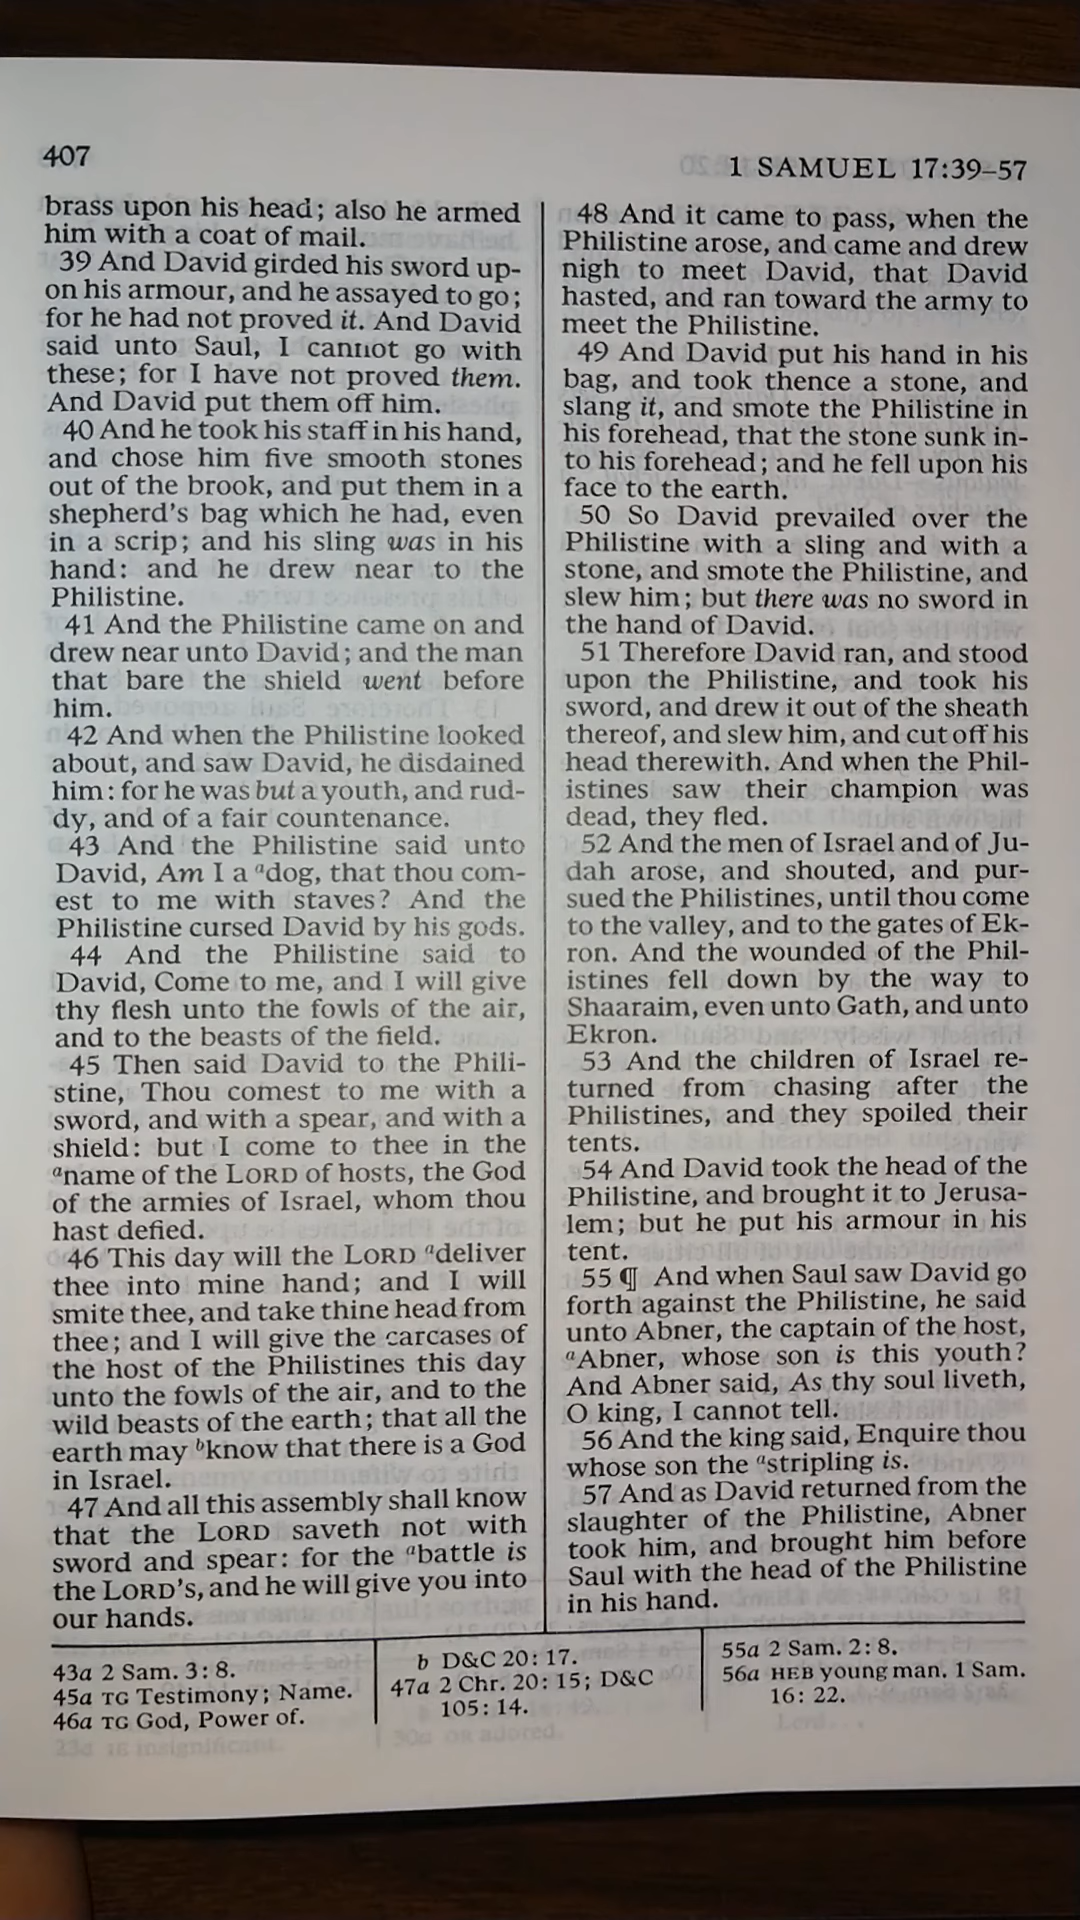 407
1 SAMUEL 17:39–57
brass upon his head; also he armed
him with a coat of mail.
39 And David girded his sword up-
on his armour, and he assayed to go;
for he had not proved it. And David
said unto Saul, I cannot go with
these; for I have not proved them.
And David put them off him.
40 And he took his staff in his hand,
and chose him five smooth stones
out of the brook, and put them in a
shepherd's bag which he had, even
in a scrip; and his sling was in his
hand: and he drew near to the
Philistine.
41 And the Philistine came on and
drew near unto David; and the man
that bare the shield went before
him.
42 And when the Philistine looked
about, and saw David, he disdained
him: for he was but a youth, and rud-
dy, and of a fair countenance.
43 And the Philistine said unto
David, Am I a adog, that thou com-
est to me with staves? And the
Philistine cursed David by his gods.
44 And the Philistine said to
David, Come to me, and I will give
thy flesh unto the fowls of the air,
and to the beasts of the field.
45 Then said David to the Phili-
stine, Thou comest to me with a
sword, and with a spear, and with a
shield: but I come to thee in the
aname of the LORD of hosts, the God
of the armies of Israel, whom thou
hast defied.
46 This day will the LORD adeliver
thee into mine hand; and I will
smite thee, and take thine head from
thee; and I will give the carcases of
the host of the Philistines this day
unto the fowls of the air, and to the
wild beasts of the earth; that all the
earth may bknow that there is a God
in Israel.
47 And all this assembly shall know
that the LORD saveth not with
sword and spear: for the abattle is
the LORD'S, and he will give you into
our hands.
48 And it came to pass, when the
Philistine arose, and came and drew
nigh to meet David, that David
hasted, and ran toward the army to
meet the Philistine.
49 And David put his hand in his
bag, and took thence a stone, and
slang it, and smote the Philistine in
his forehead, that the stone sunk in-
to his forehead; and he fell upon his
face to the earth.
50 So David prevailed over the
Philistine with a sling and with a
stone, and smote the Philistine, and
slew him; but there was no sword in
the hand of David.
51 Therefore David ran, and stood
upon the Philistine, and took his
sword, and drew it out of the sheath
thereof, and slew him, and cut off his
head therewith. And when the Phil-
istines saw their champion was
dead, they fled.
52 And the men of Israel and of Ju-
dah arose, and shouted, and pur-
sued the Philistines, until thou come
to the valley, and to the gates of Ek-
ron. And the wounded of the Phil-
istines fell down by the way to
Shaaraim, even unto Gath, and unto
Ekron.
53 And the children of Israel re-
turned from chasing after the
Philistines, and they spoiled their
tents.
54 And David took the head of the
Philistine, and brought it to Jerusa-
lem; but he put his armour in his
tent.
55 ¶ And when Saul saw David go
forth against the Philistine, he said
unto Abner, the captain of the host,
aAbner, whose son is this youth?
And Abner said, As thy soul liveth,
O king, I cannot tell.
56 And the king said, Enquire thou
whose son the astripling is.
57 And as David returned from the
slaughter of the Philistine, Abner
took him, and brought him before
Saul with the head of the Philistine
in his hand.
43a 2 Sam. 3: 8.
45a TG Testimony; Name.
46a TG God, Power of.
b D&C 20: 17.
47a 2 Chr. 20: 15; D&C
105: 14.
55a 2 Sam. 2: 8.
56a HEB young man. 1 Sam.
16: 22.